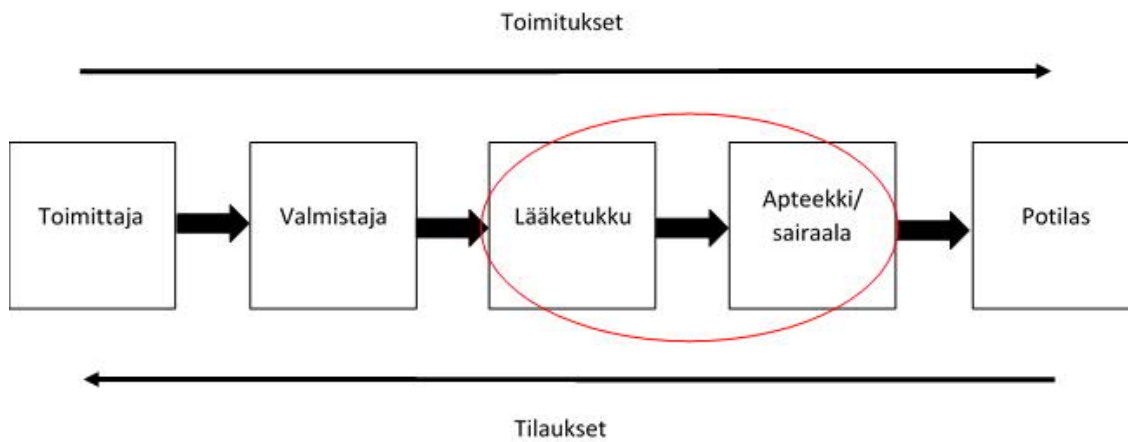 Toimitukset
Toimittaja
Valmistaja
Lääketukku
Apteekki/
sairaala
Potilas
Tilaukset